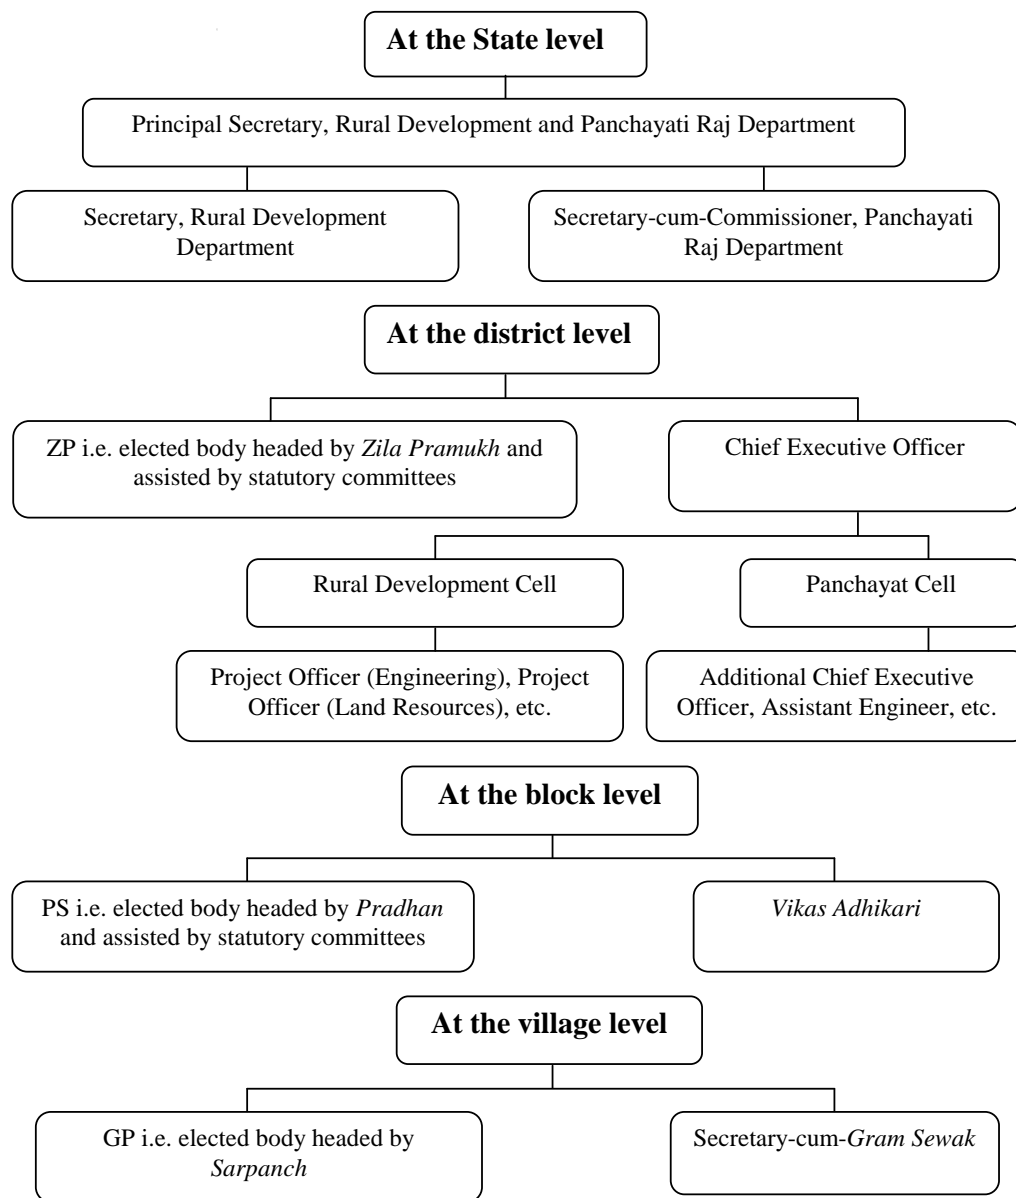 At the State level
Principal Secretary, Rural Development and Panchayati Raj Department
Secretary, Rural Development
Department
Secretary-cum-Commissioner, Panchayati
Raj Department
At the district level
ZP i.e. elected body headed by Zila Pramukh and
assisted by statutory committees
Chief Executive Officer
Rural Development Cell
Panchayat Cell
Project Officer (Engineering), Project
Officer (Land Resources), etc.
Additional Chief Executive
Officer, Assistant Engineer, etc.
At the block level
PS i.e. elected body headed by Pradhan
and assisted by statutory committees
Vikas Adhikari
At the village level
GP i.e. elected body headed by
Sarpanch
Secretary-cum-Gram Sewak